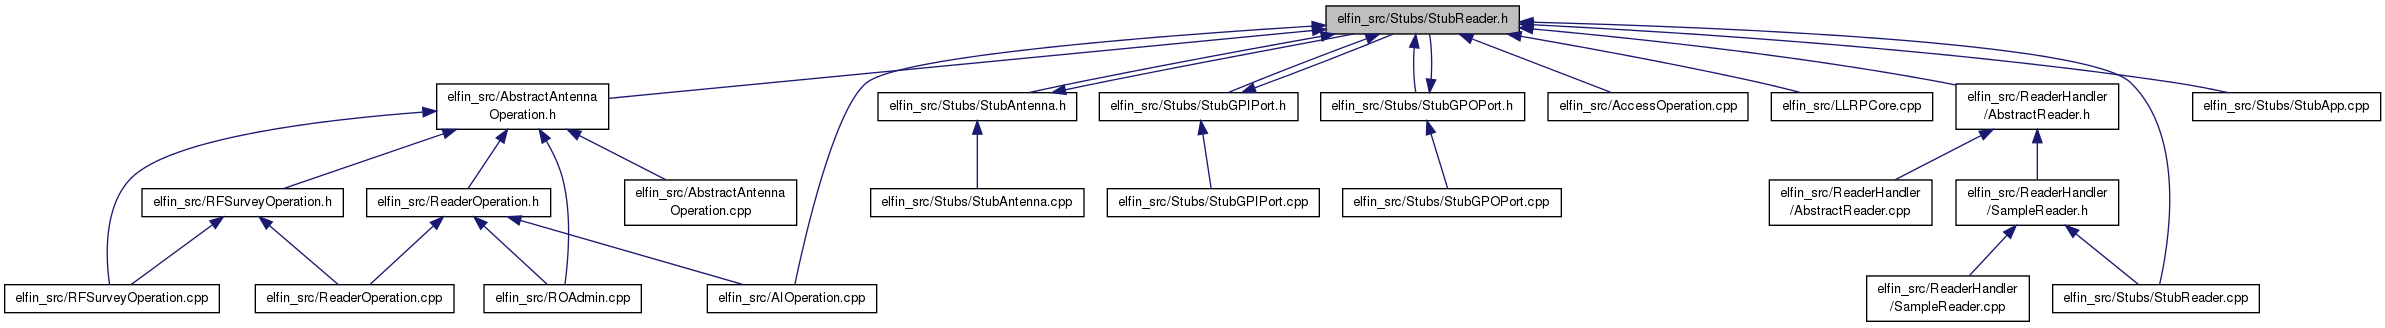 elfin_src/Stubs/StubReader.h
elfin_src/AbstractAntenna
Operation.h
elfin_src/Stubs/StubAntenna.h
elfin_src/Stubs/StubGPIPort.h
elfin_src/Stubs/StubGPOPort.h
elfin_src/AccessOperation.cpp
elfin_src/LLRPCore.cpp
elfin_src/ReaderHandler
/AbstractReader.h
elfin_src/Stubs/StubApp.cpp
elfin_src/RFSurveyOperation.h
elfin_src/ReaderOperation.h
elfin_src/AbstractAntenna
Operation.cpp
elfin_src/Stubs/StubAntenna.cpp
elfin_src/Stubs/StubGPIPort.cpp
elfin_src/Stubs/StubGPOPort.cpp
elfin_src/ReaderHandler
/AbstractReader.cpp
elfin_src/ReaderHandler
/SampleReader.h
elfin_src/RFSurveyOperation.cpp
elfin_src/ReaderOperation.cpp
elfin_src/ROAdmin.cpp
elfin_src/AIOperation.cpp
elfin_src/ReaderHandler
/SampleReader.cpp
elfin_src/Stubs/StubReader.cpp